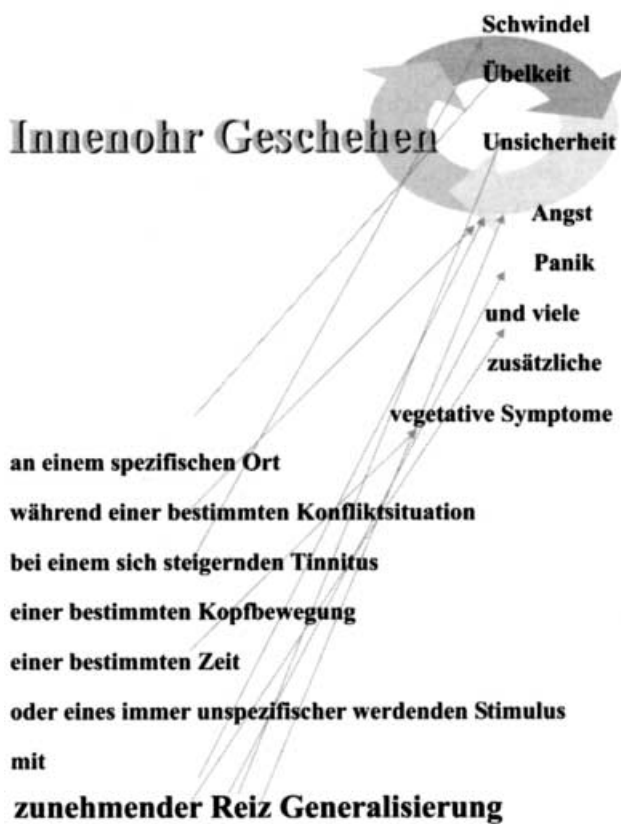 Schwindel
Übelkeit
Innenohr Geschehen
Unsicherheit
Angst
Panik
und viele
zusätzliche
vegetative Symptome
an einem spezifischen Ort
während einer bestimmten Konfliktsituation
bei einem sich steigernden Tinnitus
einer bestimmten Kopfbewegung
einer bestimmten Zeit
oder eines immer unspezifischer werdenden Stimulus
mit
zunehmender Reiz Generalisierung